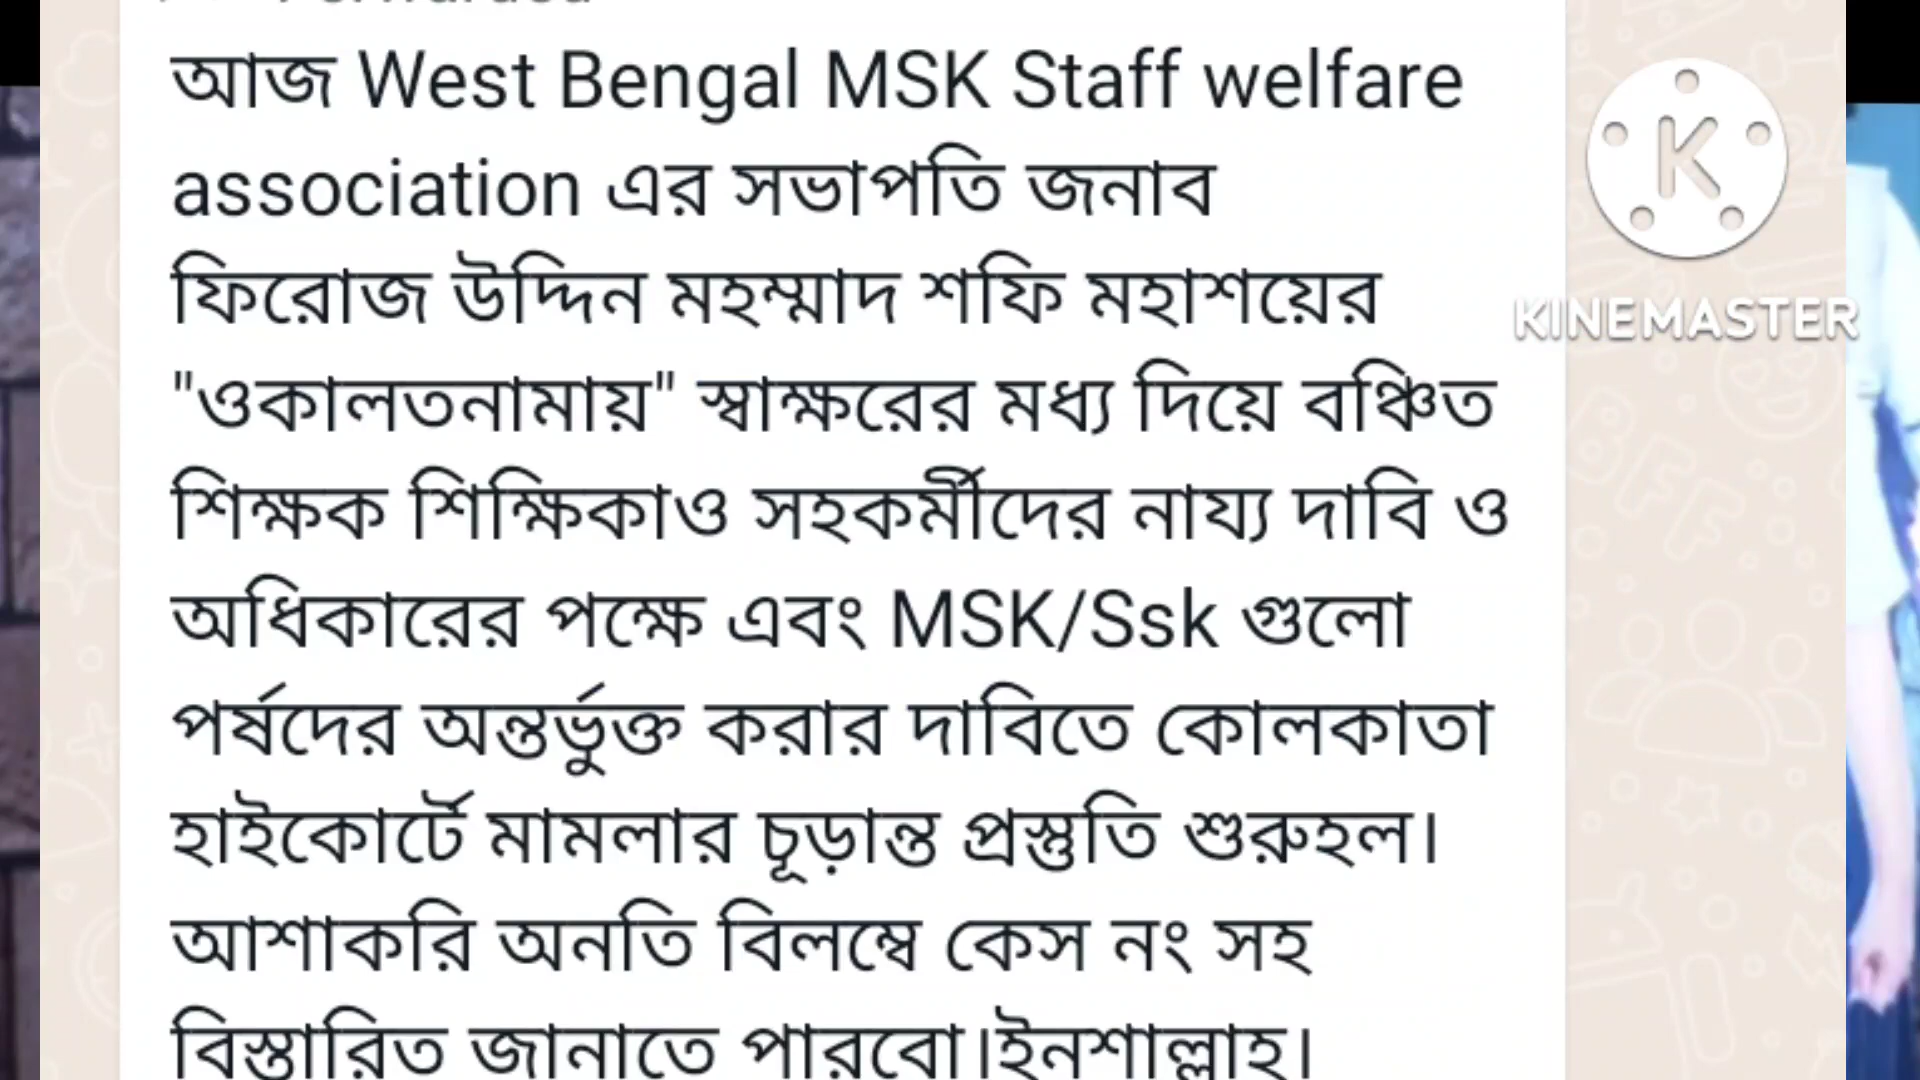 Forwarded
আজ West Bengal MSK Staff welfare
association এর সভাপতি জনাব
ফিরোজ উদ্দিন মহম্মাদ শফি মহাশয়ের
"ওকালতনামায়" স্বাক্ষরের মধ্য দিয়ে বঞ্চিত
শিক্ষক শিক্ষিকাও সহকর্মীদের নায্য দাবি ও
অধিকারের পক্ষে এবং MSK/Ssk গুলো
পর্ষদের অন্তর্ভুক্ত করার দাবিতে কোলকাতা
হাইকোর্টে মামলার চূড়ান্ত প্রস্তুতি শুরুহল।
আশাকরি অনতি বিলম্বে কেস নং সহ
বিস্তারিত জানাতে পারবো।ইনশাল্লাহ।
K
KINEMASTER